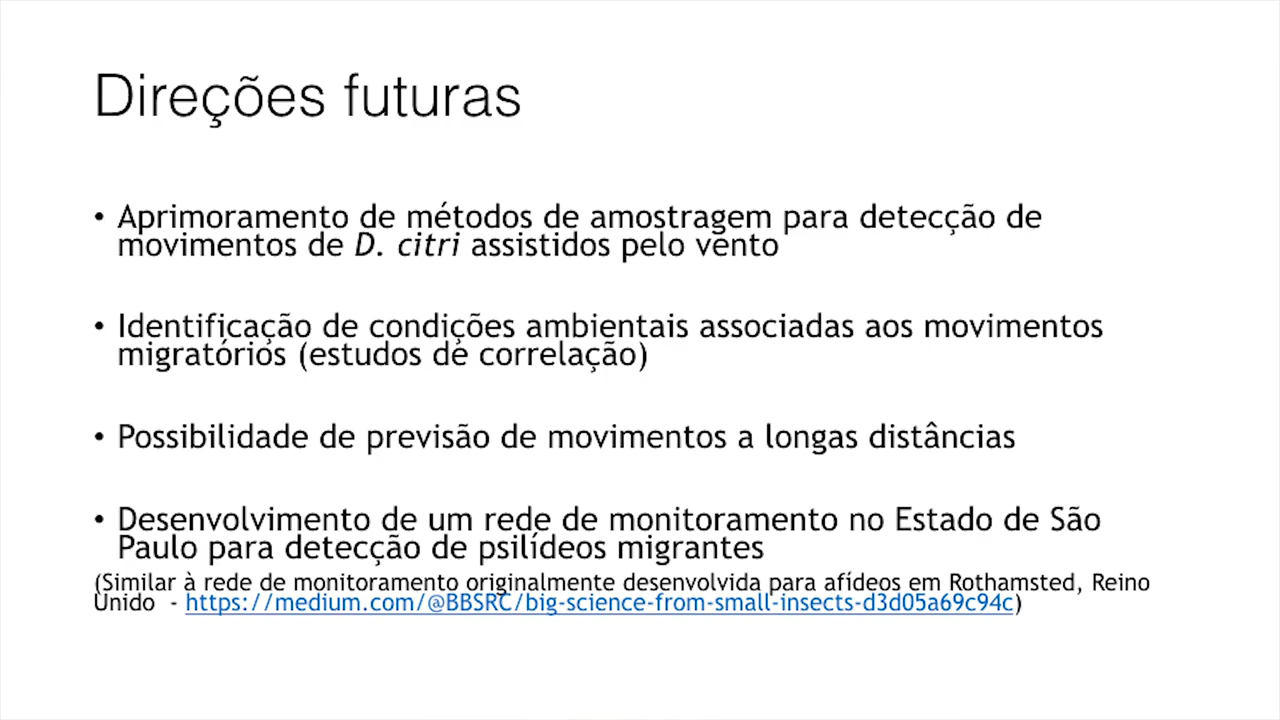 Direções futuras
• Aprimoramento de métodos de amostragem para detecção de
movimentos de D. citri assistidos pelo vento
• Identificação de condições ambientais associadas aos movimentos
migratórios (estudos de correlação)
• Possibilidade de previsão de movimentos a longas distâncias
• Desenvolvimento de um rede de monitoramento no Estado de São
Paulo para detecção de psilídeos migrantes
(Similar à rede de monitoramento originalmente desenvolvida para afídeos em Rothamsted, Reino
Unido - https://medium.com/@BBSRC/big-science-from-small-insects-d3d05a69c94c)